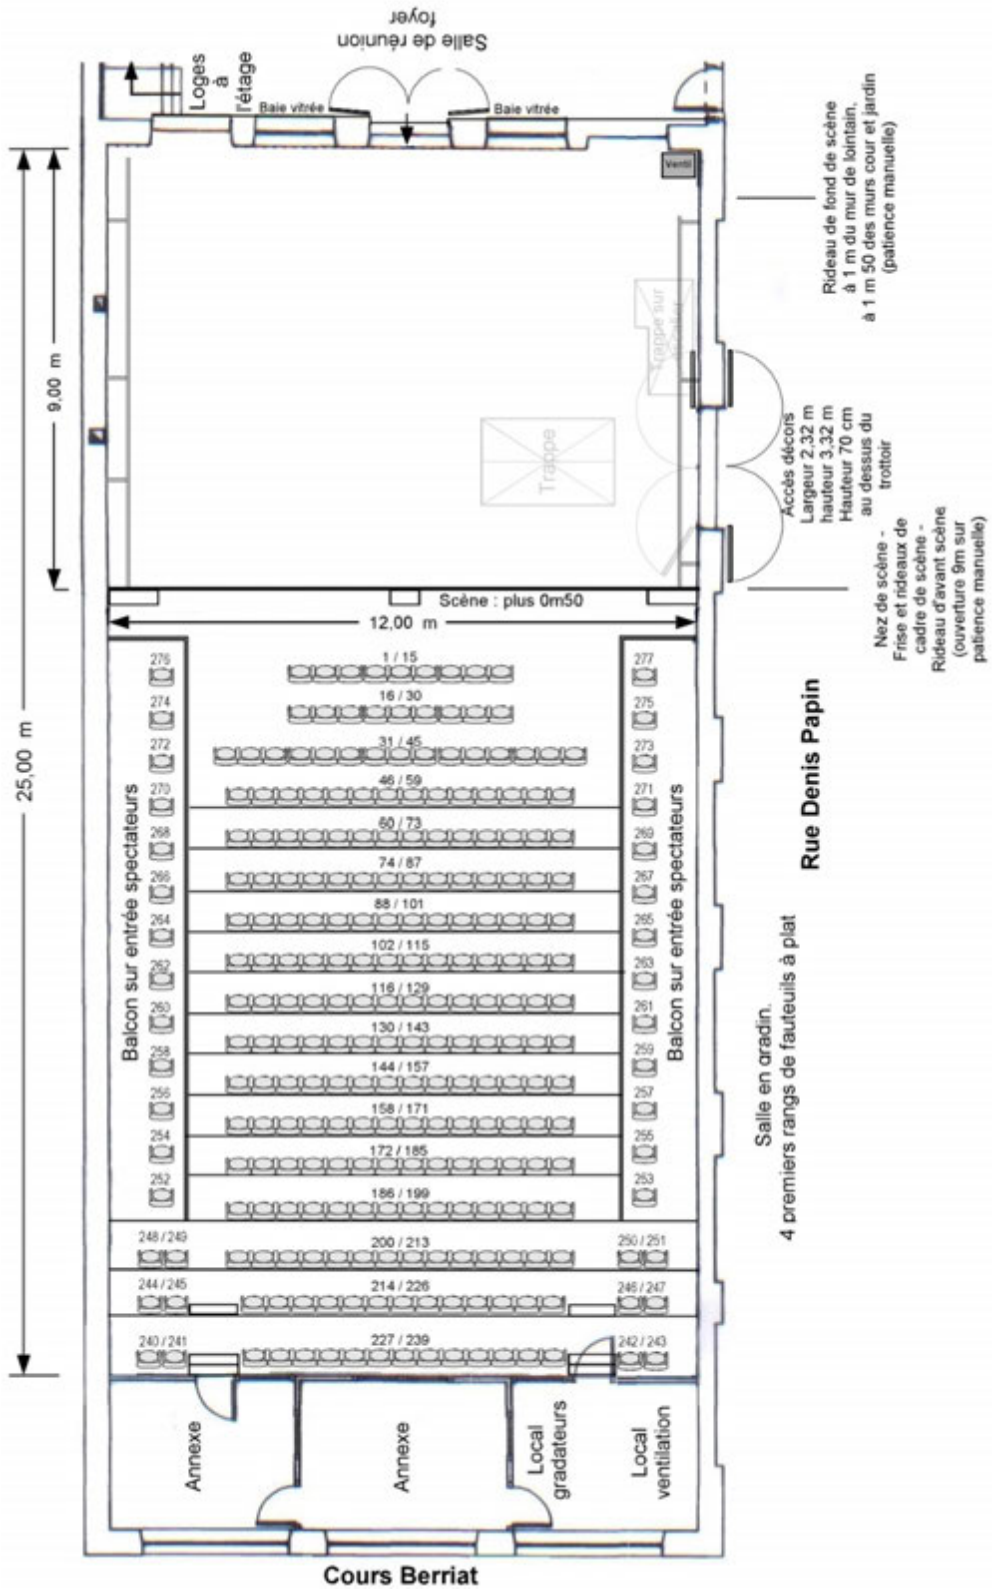 Salle de réunion
foyer
Loges
à
l'étage
Baie vitrée
Baie vitrée
Ventil
Rideau de fond de scène
à 1 m du mur de lointain,
à 1 m 50 des murs cour et jardin
(patience manuelle)
9,00 m
25,00 m
Trappe sur
escalier
Trappe
Accès décors
Largeur 2,32 m
hauteur 3,32 m
Hauteur 70 cm
au dessus du
trottoir
Nez de scène -
Frise et rideaux de
cadre de scène -
Rideau d'avant scène
(ouverture 9m sur
patience manuelle)
Scène : plus 0m50
12,00 m
276 1 / 15 277
274 16 / 30 275
272 31 / 45 273
270 46 / 59 271
268 60 / 73 269
266 74 / 87 267
264 88 / 101 265
262 102 / 115 263
260 116 / 129 261
258 130 / 143 259
256 144 / 157 257
254 158 / 171 255
172 / 185
252 186 / 199 253
248 / 249 200 / 213 250 / 251
244 / 245 214 / 226 246 / 247
240 / 241 227 / 239 242 / 243
Balcon sur entrée spectateurs
Balcon sur entrée spectateurs
Rue Denis Papin
Salle en gradin.
4 premiers rangs de fauteuils à plat
Annexe
Annexe
Local
gradateurs
Local
ventilation
Cours Berriat